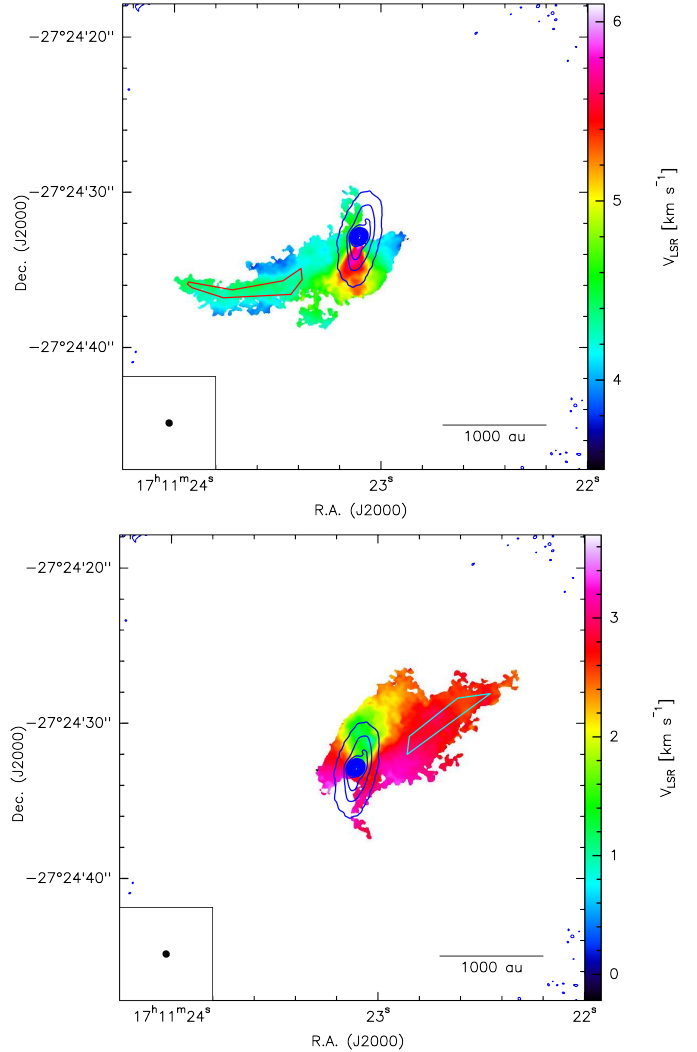 −27°24'20''
−27°24'30''
−27°24'40''
Dec. (J2000)
1000 au
17ʰ11ᵐ24ˢ
23ˢ
22ˢ
R.A. (J2000)
6
5
4
V_LSR [km s⁻¹]
−27°24'20''
−27°24'30''
−27°24'40''
Dec. (J2000)
1000 au
17ʰ11ᵐ24ˢ
23ˢ
22ˢ
R.A. (J2000)
3
2
1
0
V_LSR [km s⁻¹]